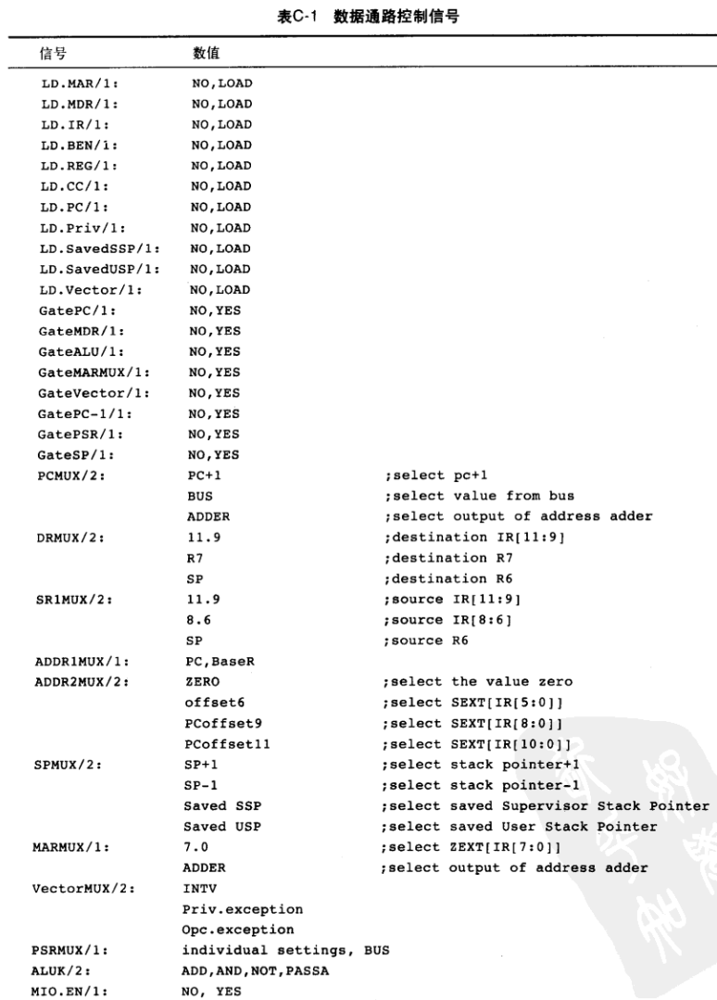 表C-1 数据通路控制信号
信号 数值
LD.MAR/1: NO,LOAD
LD.MDR/1: NO,LOAD
LD.IR/1: NO,LOAD
LD.BEN/1: NO,LOAD
LD.REG/1: NO,LOAD
LD.CC/1: NO,LOAD
LD.PC/1: NO,LOAD
LD.Priv/1: NO,LOAD
LD.SavedSSP/1: NO,LOAD
LD.SavedUSP/1: NO,LOAD
LD.Vector/1: NO,LOAD
GatePC/1: NO,YES
GateMDR/1: NO,YES
GateALU/1: NO,YES
GateMARMUX/1: NO,YES
GateVector/1: NO,YES
GatePC-1/1: NO,YES
GatePSR/1: NO,YES
GateSP/1: NO,YES
PCMUX/2: PC+1 ;select pc+1
BUS ;select value from bus
ADDER ;select output of address adder
DRMUX/2: 11.9 ;destination IR[11:9]
R7 ;destination R7
SP ;destination R6
SR1MUX/2: 11.9 ;source IR[11:9]
8.6 ;source IR[8:6]
SP ;source R6
ADDR1MUX/1: PC,BaseR
ADDR2MUX/2: ZERO ;select the value zero
offset6 ;select SEXT[IR[5:0]]
PCoffset9 ;select SEXT[IR[8:0]]
PCoffset11 ;select SEXT[IR[10:0]]
SPMUX/2: SP+1 ;select stack pointer+1
SP-1 ;select stack pointer-1
Saved SSP ;select saved Supervisor Stack Pointer
Saved USP ;select saved User Stack Pointer
MARMUX/1: 7.0 ;select ZEXT[IR[7:0]]
ADDER ;select output of address adder
VectorMUX/2: INTV
Priv.exception
Opc.exception
PSRMUX/1: individual settings, BUS
ALUK/2: ADD,AND,NOT,PASSA
MIO.EN/1: NO, YES